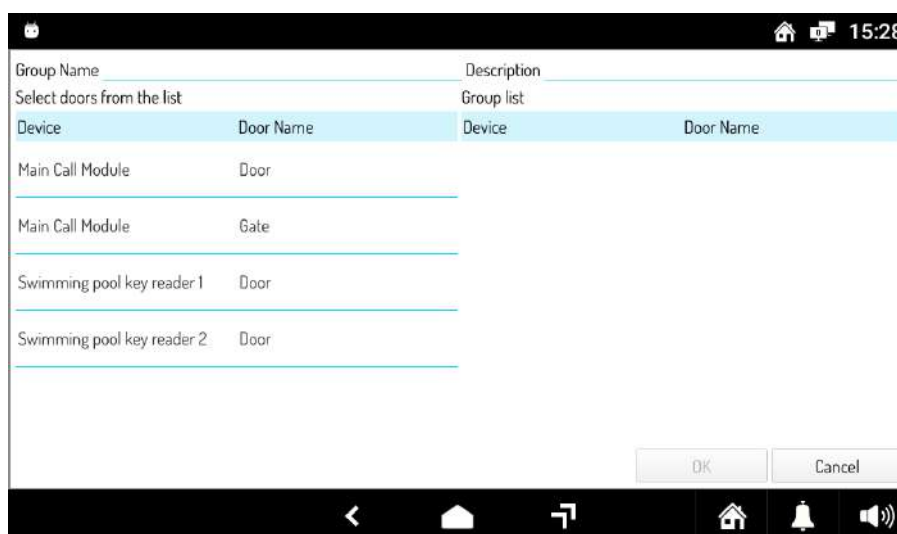 15:28
Group Name Description
Select doors from the list Group list
Device Door Name Device Door Name
Main Call Module Door
Main Call Module Gate
Swimming pool key reader 1 Door
Swimming pool key reader 2 Door
OK Cancel